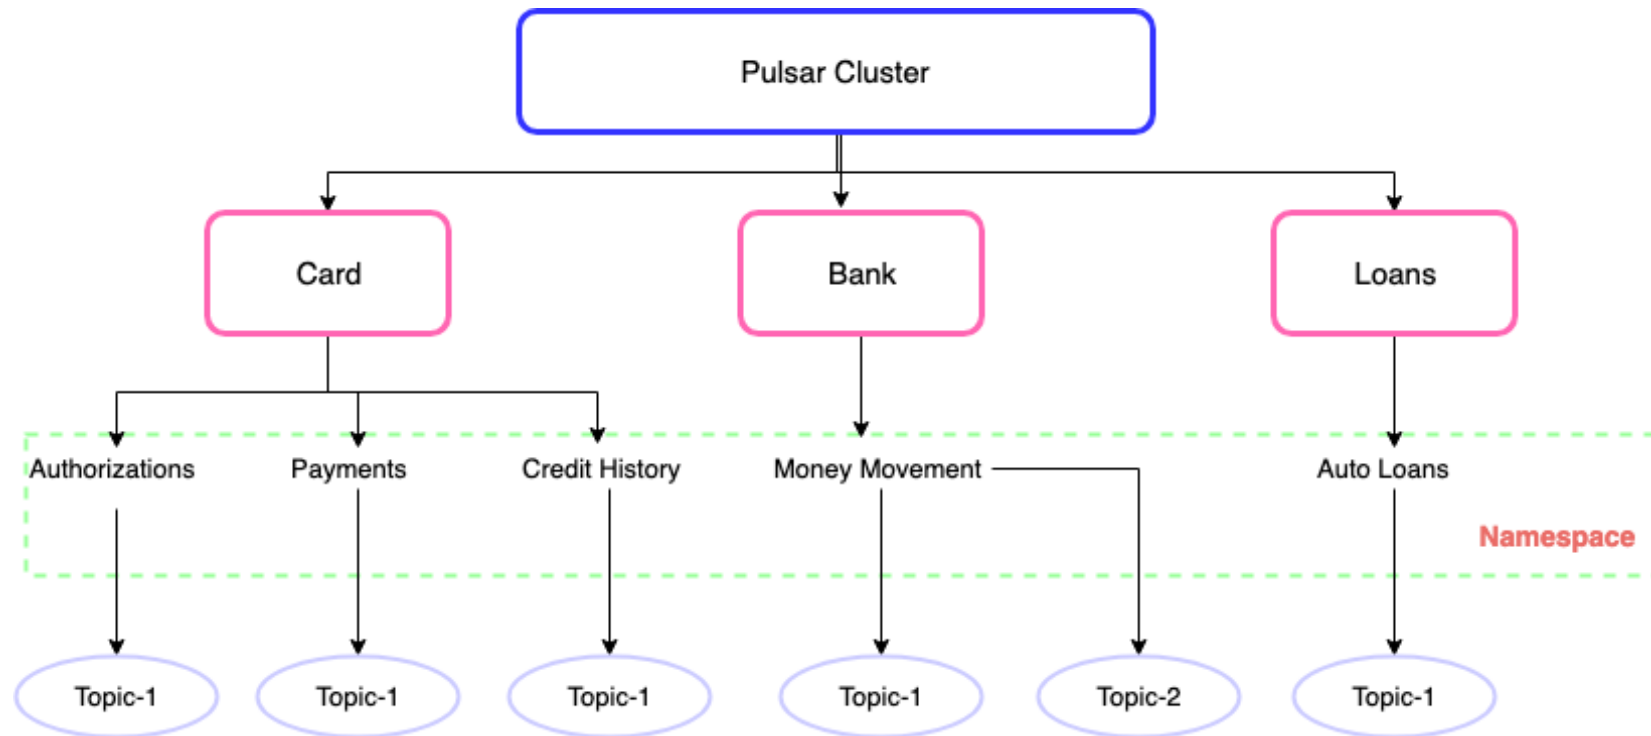 Pulsar Cluster
Card
Bank
Loans
Authorizations
Payments
Credit History
Money Movement
Auto Loans
Namespace
Topic-1
Topic-1
Topic-1
Topic-1
Topic-2
Topic-1